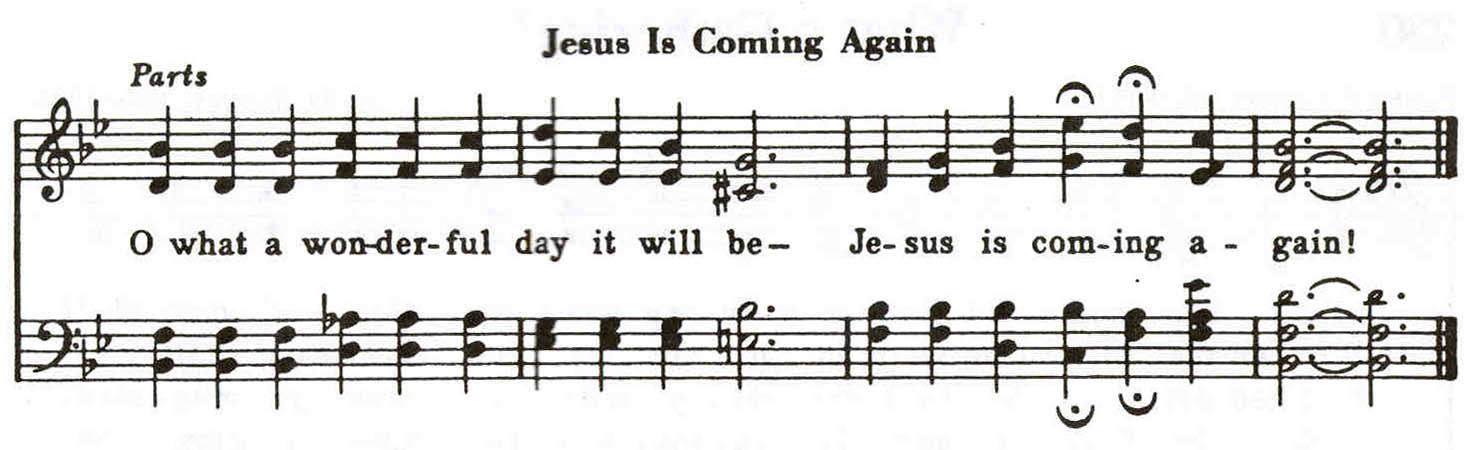 Jesus Is Coming Again
Parts
O what a won-der-ful day it will be— Je-sus is com-ing a - gain!